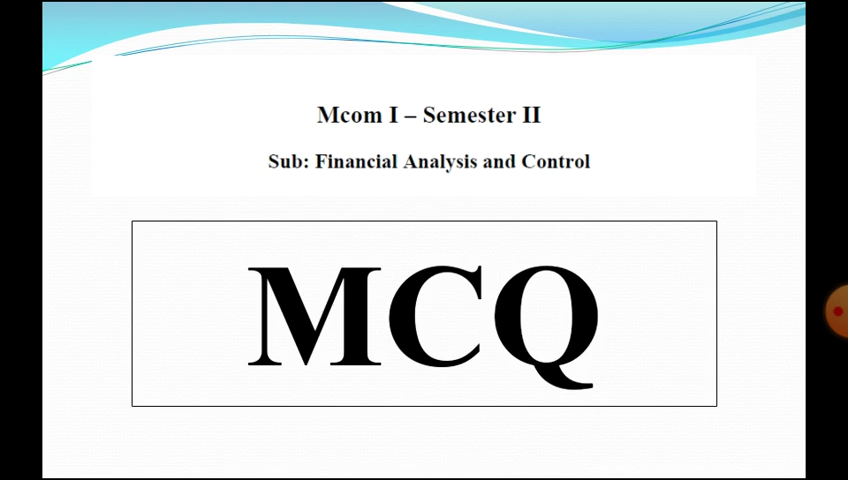 Mcom I – Semester II
Sub: Financial Analysis and Control
MCQ